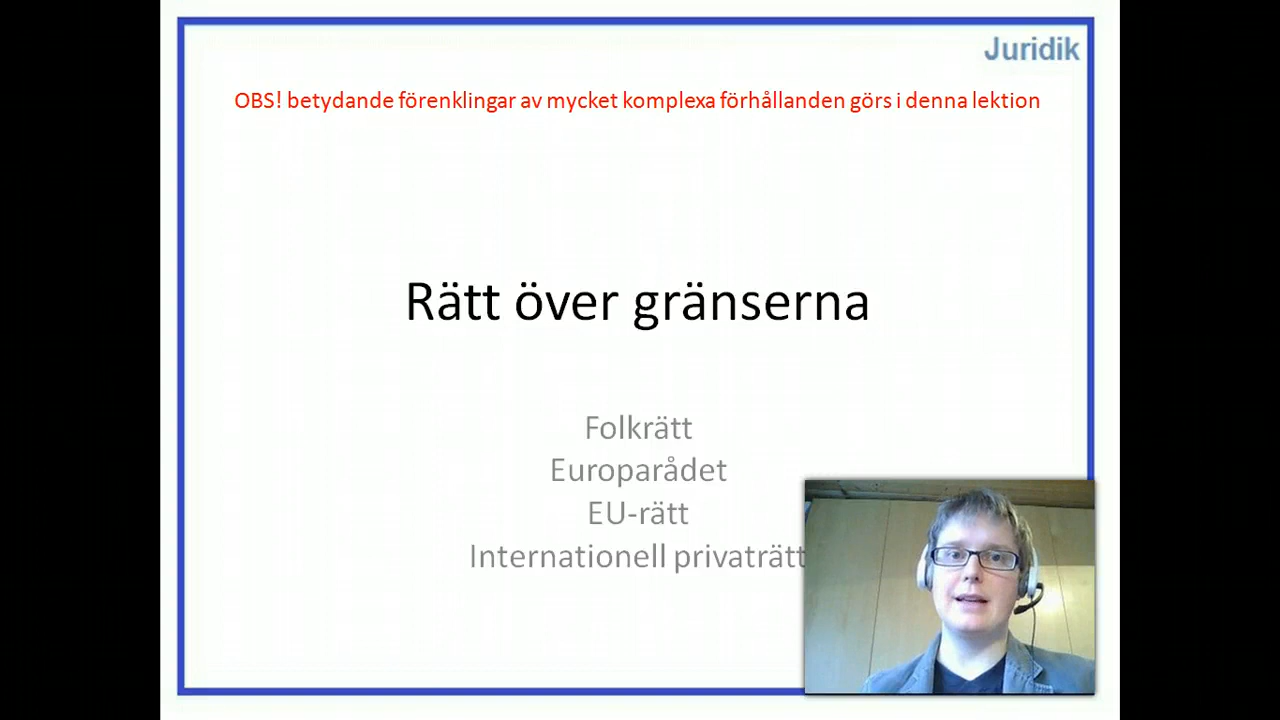 Juridik
OBS! betydande förenklingar av mycket komplexa förhållanden görs i denna lektion
Rätt över gränserna
Folkrätt
Europarådet
EU-rätt
Internationell privaträtt